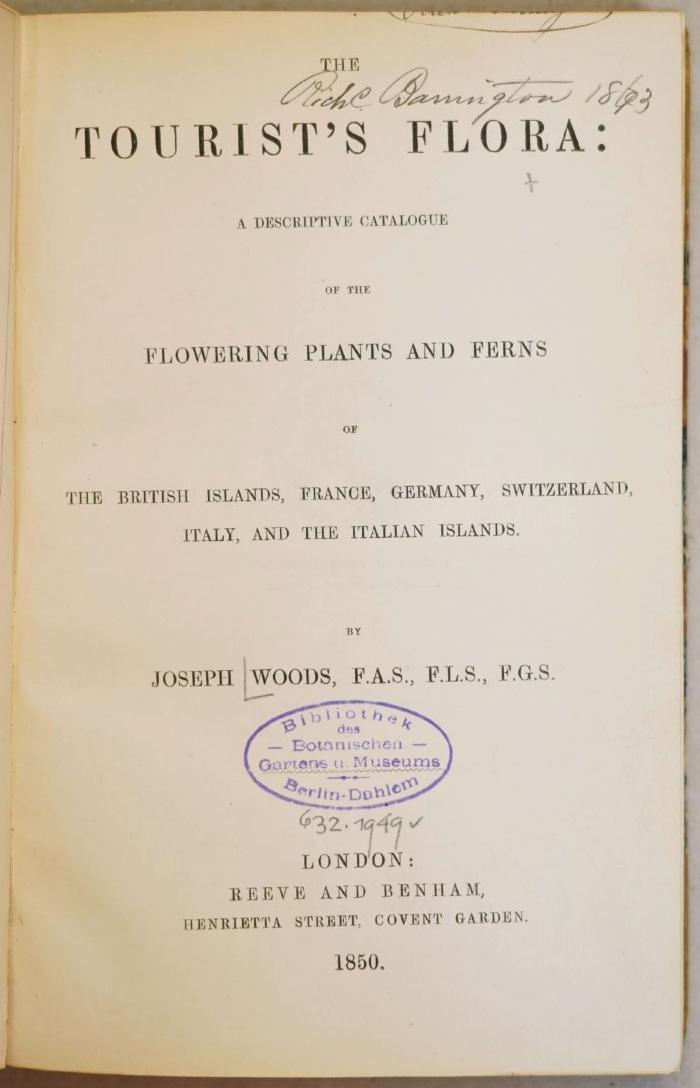 THE
Richd. Barrington 1863
TOURIST'S FLORA:
A DESCRIPTIVE CATALOGUE
OF THE
FLOWERING PLANTS AND FERNS
OF
THE BRITISH ISLANDS, FRANCE, GERMANY, SWITZERLAND,
ITALY, AND THE ITALIAN ISLANDS.
BY
JOSEPH WOODS, F.A.S., F.L.S., F.G.S.
Bibliothek
des
— Botanischen —
Gartens u. Museums
Berlin-Dahlem
632.1949
LONDON:
REEVE AND BENHAM,
HENRIETTA STREET, COVENT GARDEN.
1850.